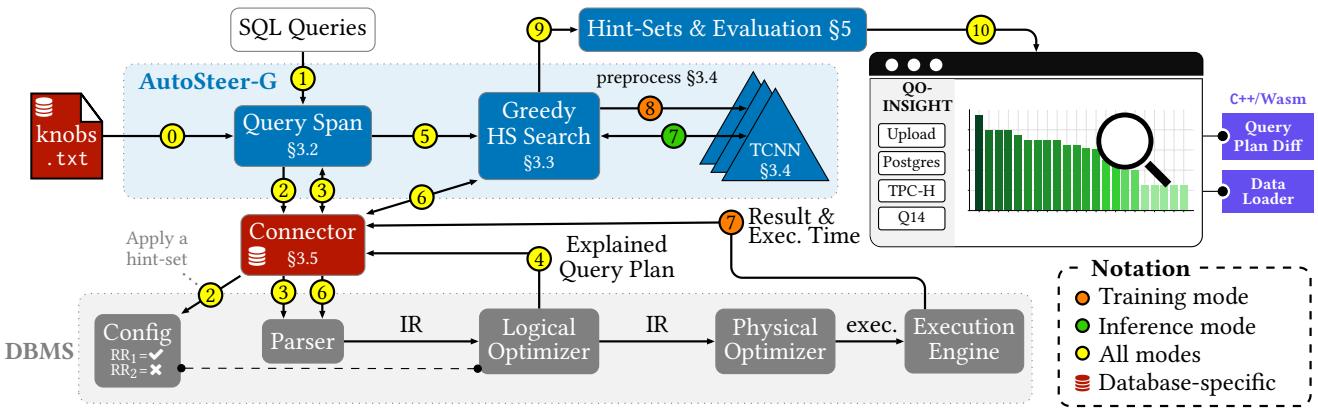 SQL Queries
9
Hint-Sets & Evaluation §5
10
AutoSteer-G
1
knobs
.txt
0
Query Span
§3.2
5
Greedy
HS Search
§3.3
preprocess §3.4
8
7
TCNN
§3.4
QO-
INSIGHT
Upload
Postgres
TPC-H
Q14
C++/Wasm
Query
Plan Diff
Data
Loader
2
3
6
Connector
§3.5
7
Result &
Exec. Time
4
Explained
Query Plan
Apply a
hint-set
2
3
6
DBMS
Config
RR1=✔
RR2=✖
Parser
IR
Logical
Optimizer
IR
Physical
Optimizer
exec.
Execution
Engine
Notation
Training mode
Inference mode
All modes
Database-specific